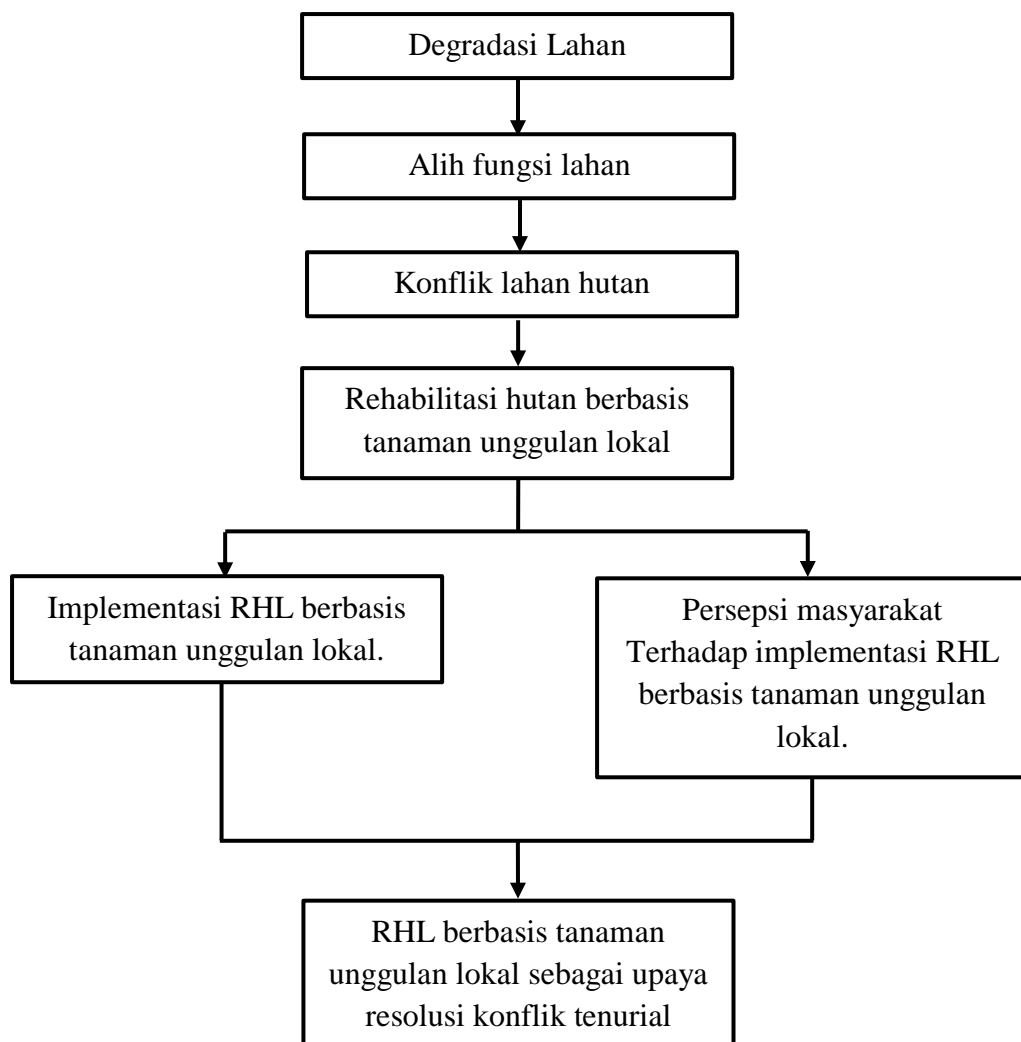 Degradasi Lahan
Alih fungsi lahan
Konflik lahan hutan
Rehabilitasi hutan berbasis
tanaman unggulan lokal
Implementasi RHL berbasis
tanaman unggulan lokal.
Persepsi masyarakat
Terhadap implementasi RHL
berbasis tanaman unggulan
lokal.
RHL berbasis tanaman
unggulan lokal sebagai upaya
resolusi konflik tenurial